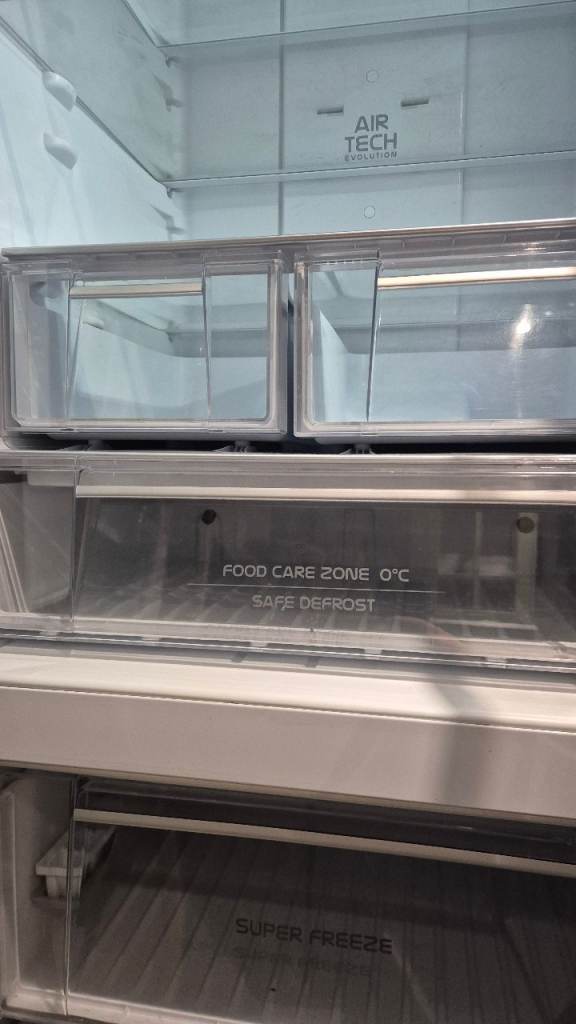 AIR
TECH
EVOLUTION
FOOD CARE ZONE 0°C
SAFE DEFROST
SUPER FREEZE